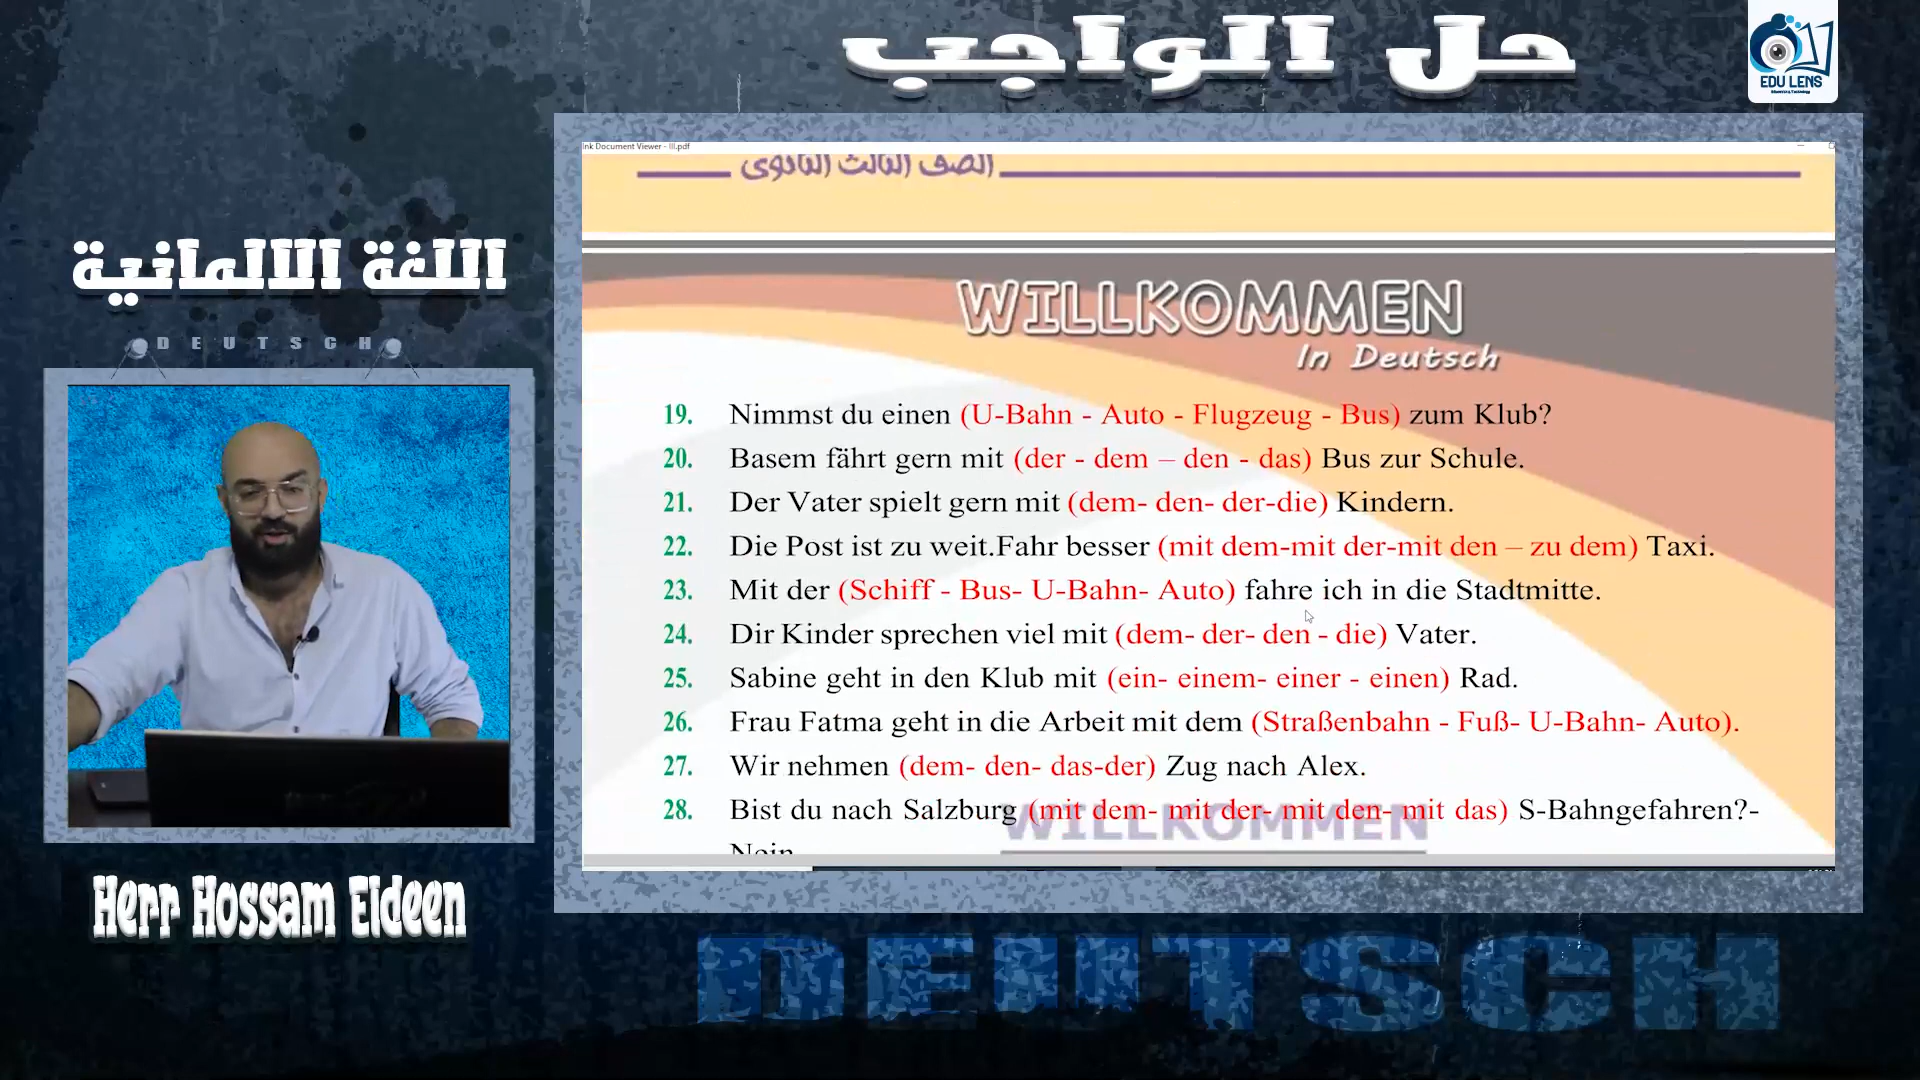 حل الواجب
EDU LENS
Ink Document Viewer - III.pdf
الصف الثالث الثانوى
WILLKOMMEN
In Deutsch
اللغة الالمانية
DEUTSCH
19. Nimmst du einen (U-Bahn - Auto - Flugzeug - Bus) zum Klub?
20. Basem fährt gern mit (der - dem – den - das) Bus zur Schule.
21. Der Vater spielt gern mit (dem- den- der-die) Kindern.
22. Die Post ist zu weit.Fahr besser (mit dem-mit der-mit den – zu dem) Taxi.
23. Mit der (Schiff - Bus- U-Bahn- Auto) fahre ich in die Stadtmitte.
24. Dir Kinder sprechen viel mit (dem- der- den - die) Vater.
25. Sabine geht in den Klub mit (ein- einem- einer - einen) Rad.
26. Frau Fatma geht in die Arbeit mit dem (Straßenbahn - Fuß- U-Bahn- Auto).
27. Wir nehmen (dem- den- das-der) Zug nach Alex.
28. Bist du nach Salzburg (mit dem- mit der- mit den- mit das) S-Bahngefahren?-
Nein
WILLKOMMEN
Herr Hossam Eldeen
DEUTSCH